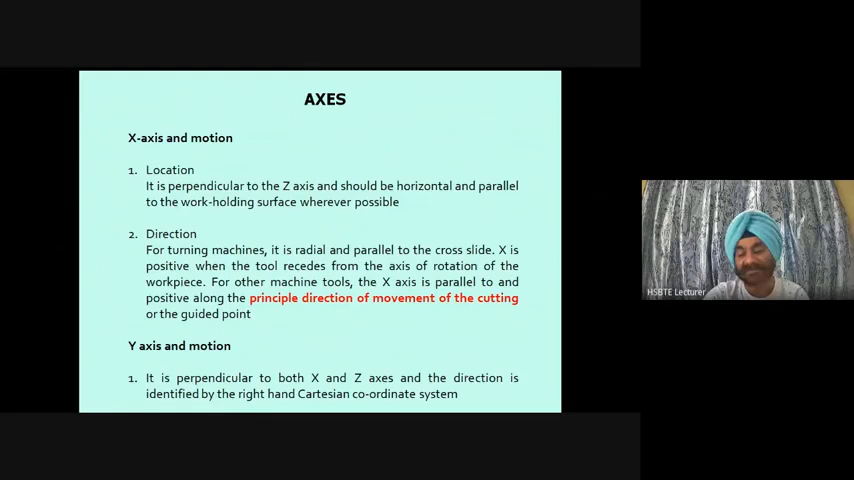 AXES
X-axis and motion
1. Location
It is perpendicular to the Z axis and should be horizontal and parallel
to the work-holding surface wherever possible
2. Direction
For turning machines, it is radial and parallel to the cross slide. X is
positive when the tool recedes from the axis of rotation of the
workpiece. For other machine tools, the X axis is parallel to and
positive along the principle direction of movement of the cutting
or the guided point
Y axis and motion
1. It is perpendicular to both X and Z axes and the direction is
identified by the right hand Cartesian co-ordinate system
HSBTE Lecturer